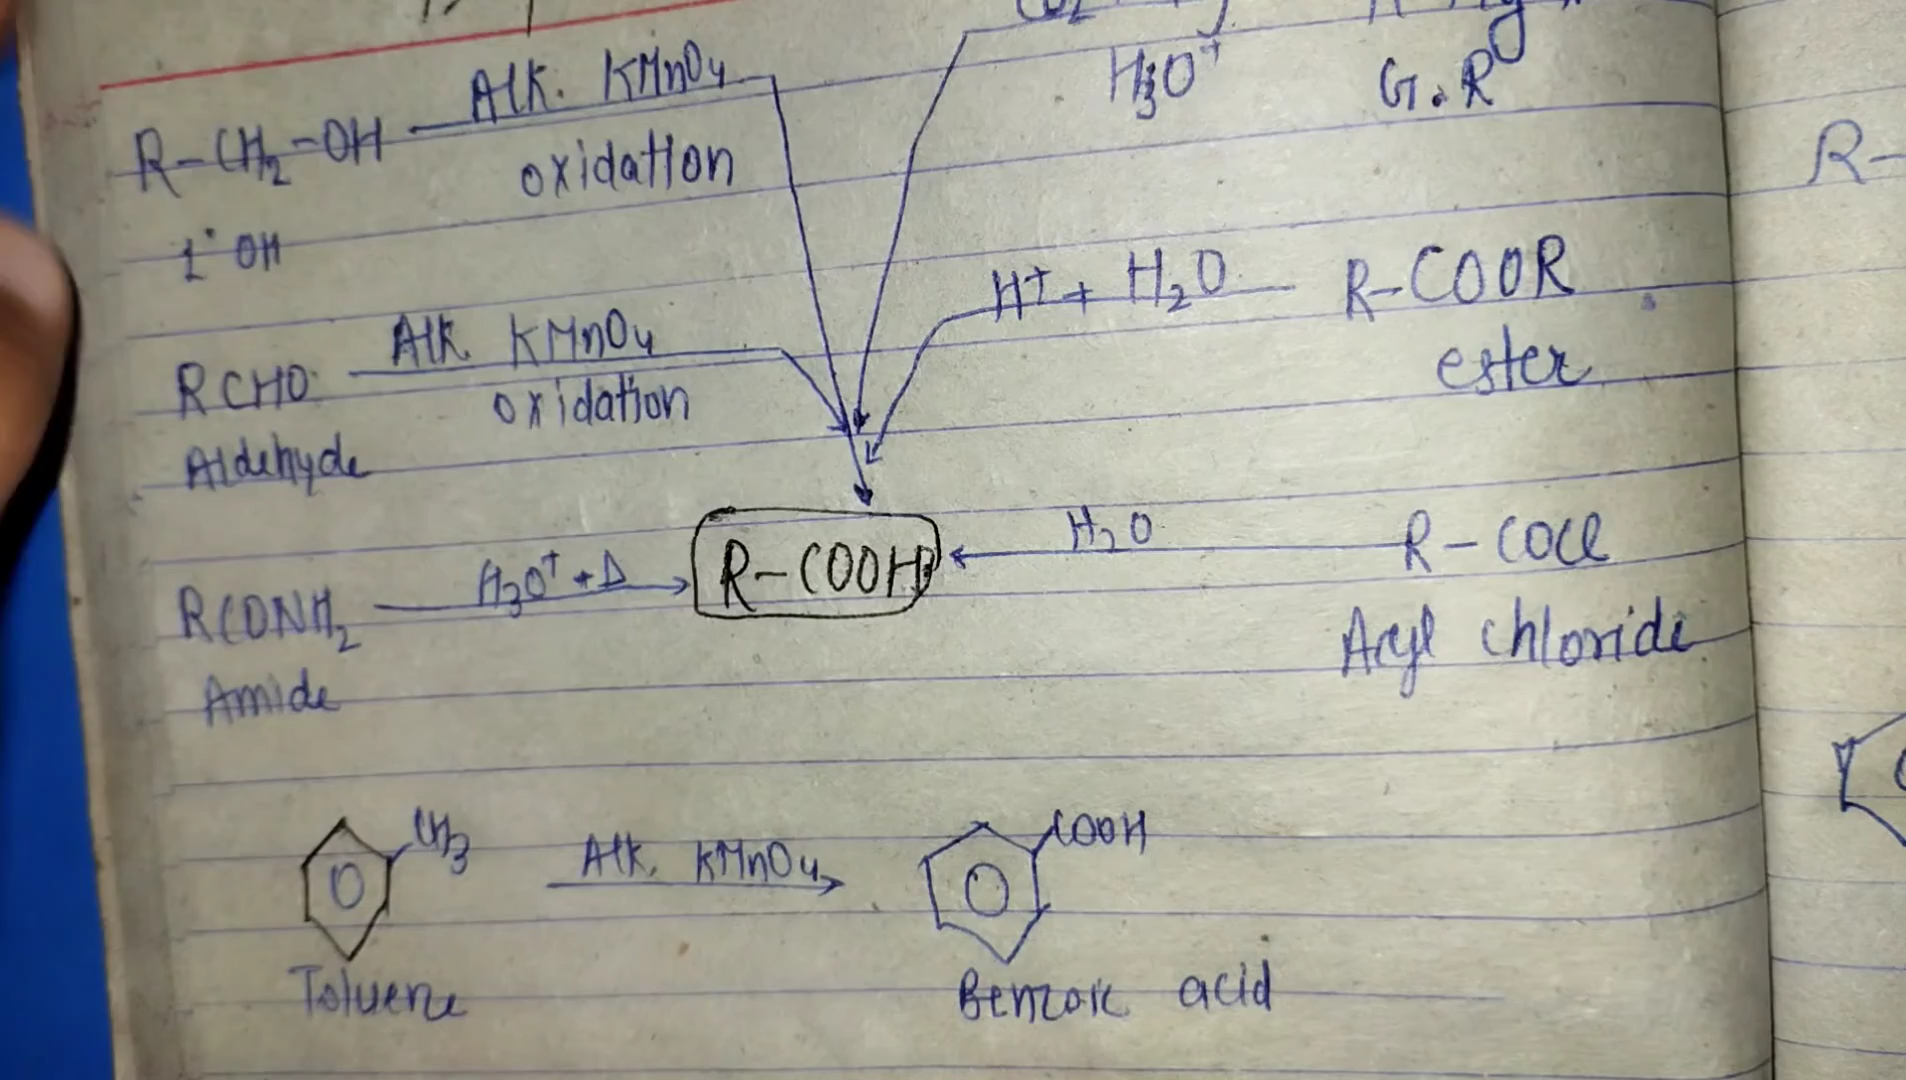 Alk. KMnO4
H3O+ G.R
R-CH2-OH
oxidation
R-
1° OH
H+ + H2O R-COOR
Alk KMnO4
ester
RCHO
oxidation
Aldehyde
H2O R-COCl
R-COOH
H3O+ + Δ
RCONH2
Acyl chloride
Amide
CH3 COOH
Alk. KMnO4
Toluene Benzoic acid